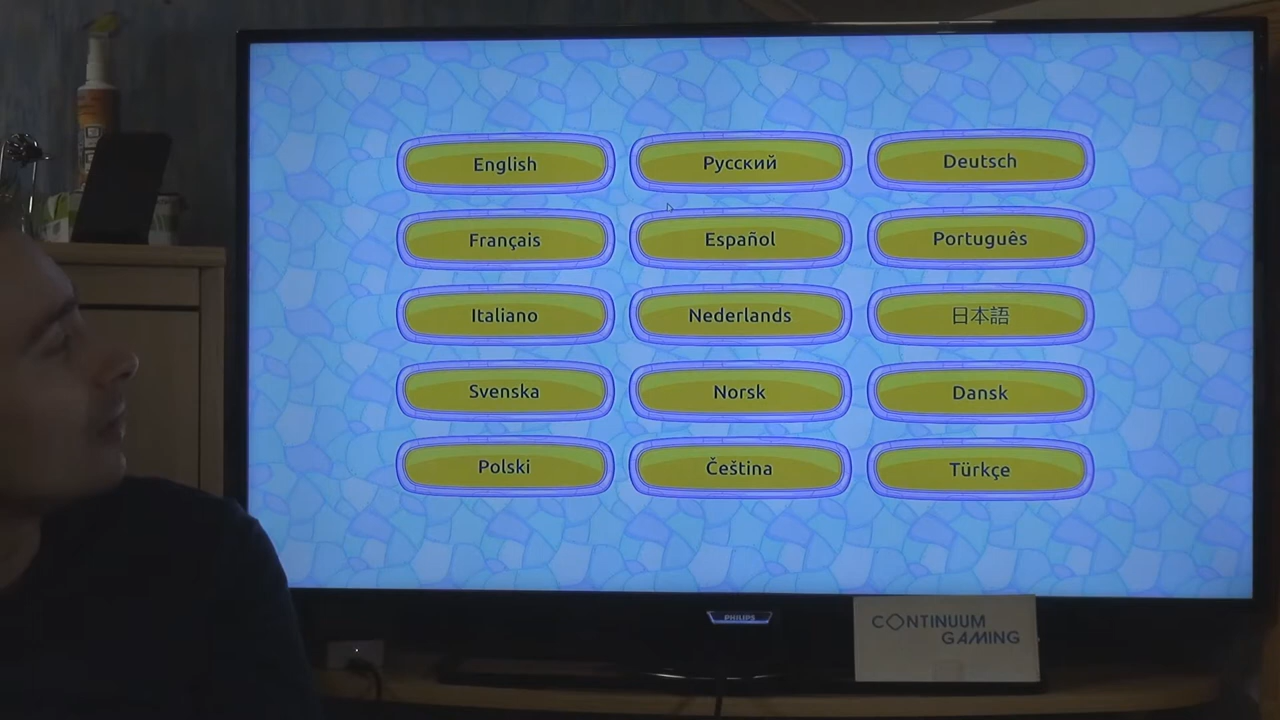 English
Русский
Deutsch
Français
Español
Português
Italiano
Nederlands
日本語
Svenska
Norsk
Dansk
Polski
Čeština
Türkçe
PHILIPS
CONTINUUM
GAMING